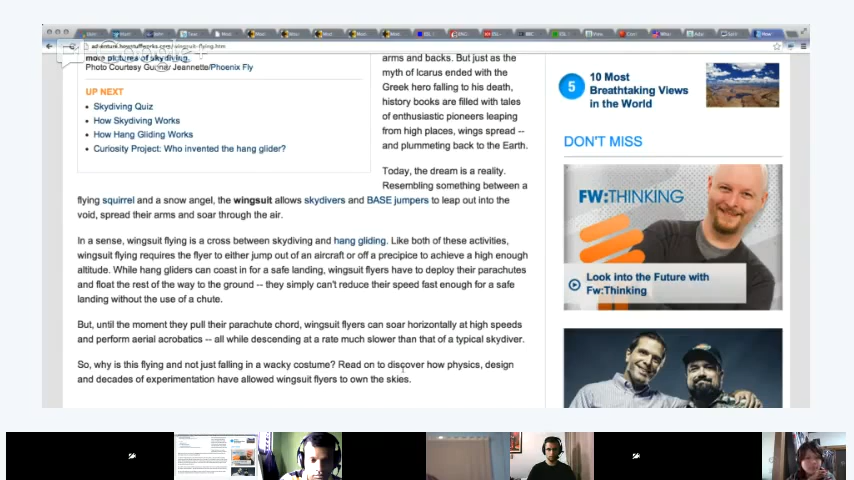 adventure.howstuffworks.com/wingsuit-flying.htm
more pictures of skydiving.
Photo Courtesy Gunnar Jeannette/Phoenix Fly
UP NEXT
Skydiving Quiz
How Skydiving Works
How Hang Gliding Works
Curiosity Project: Who invented the hang glider?
arms and backs. But just as the
myth of Icarus ended with the
Greek hero falling to his death,
history books are filled with tales
of enthusiastic pioneers leaping
from high places, wings spread --
and plummeting back to the Earth.
Today, the dream is a reality.
Resembling something between a
flying squirrel and a snow angel, the wingsuit allows skydivers and BASE jumpers to leap out into the
void, spread their arms and soar through the air.
In a sense, wingsuit flying is a cross between skydiving and hang gliding. Like both of these activities,
wingsuit flying requires the flyer to either jump out of an aircraft or off a precipice to achieve a high enough
altitude. While hang gliders can coast in for a safe landing, wingsuit flyers have to deploy their parachutes
and float the rest of the way to the ground -- they simply can't reduce their speed fast enough for a safe
landing without the use of a chute.
But, until the moment they pull their parachute chord, wingsuit flyers can soar horizontally at high speeds
and perform aerial acrobatics -- all while descending at a rate much slower than that of a typical skydiver.
So, why is this flying and not just falling in a wacky costume? Read on to discover how physics, design
and decades of experimentation have allowed wingsuit flyers to own the skies.
5
10 Most
Breathtaking Views
in the World
DON'T MISS
FW:THINKING
Look into the Future with
Fw:Thinking